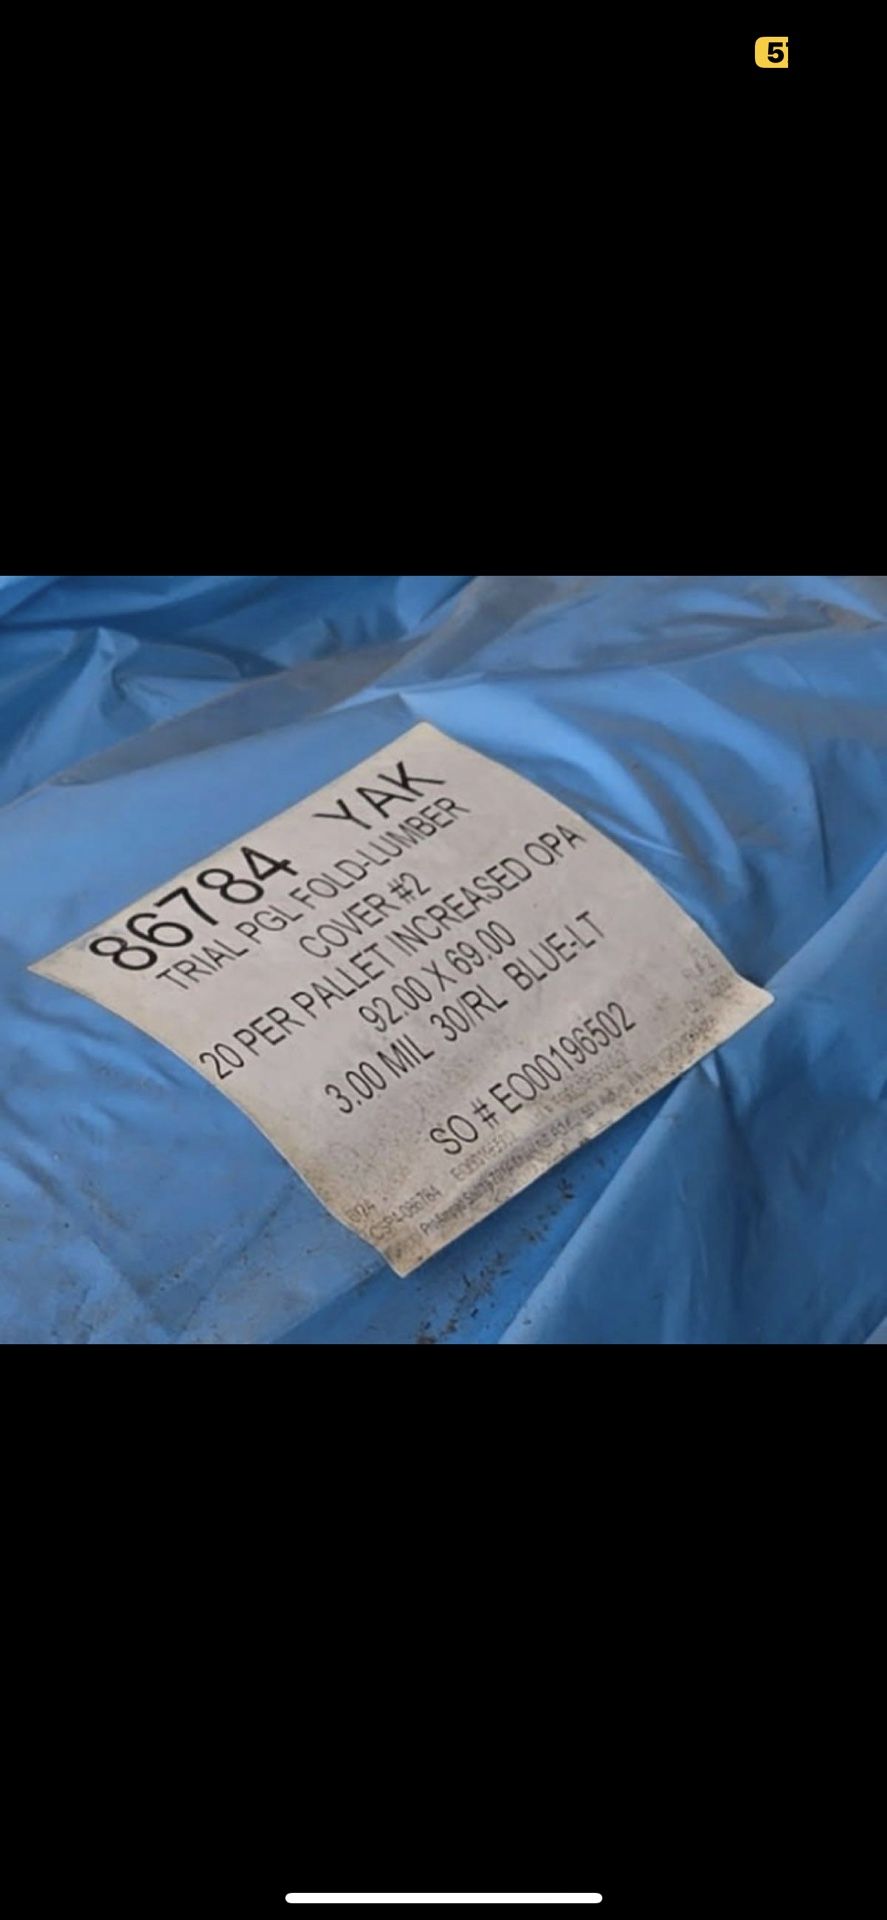 86784 YAK
TRIAL PGL FOLD-LUMBER
COVER #2
20 PER PALLET INCREASED OPA
92.00 X 69.00
3.00 MIL 30/RL BLUE-LT
SO # EO00196502